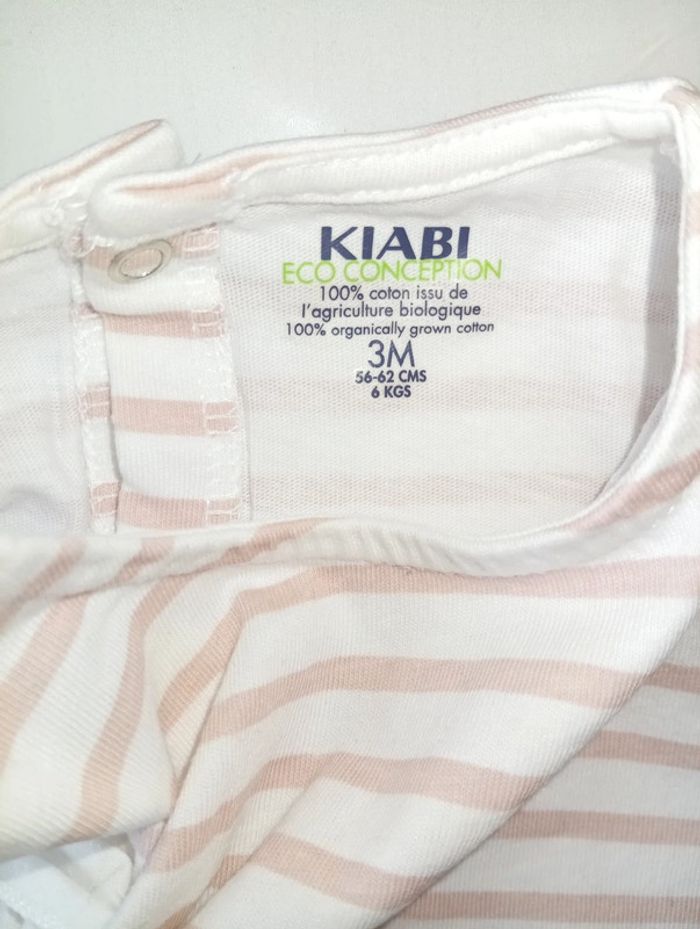 KIABI
ECO CONCEPTION
100% coton issu de
l'agriculture biologique
100% organically grown cotton
3M
56-62 CMS
6 KGS